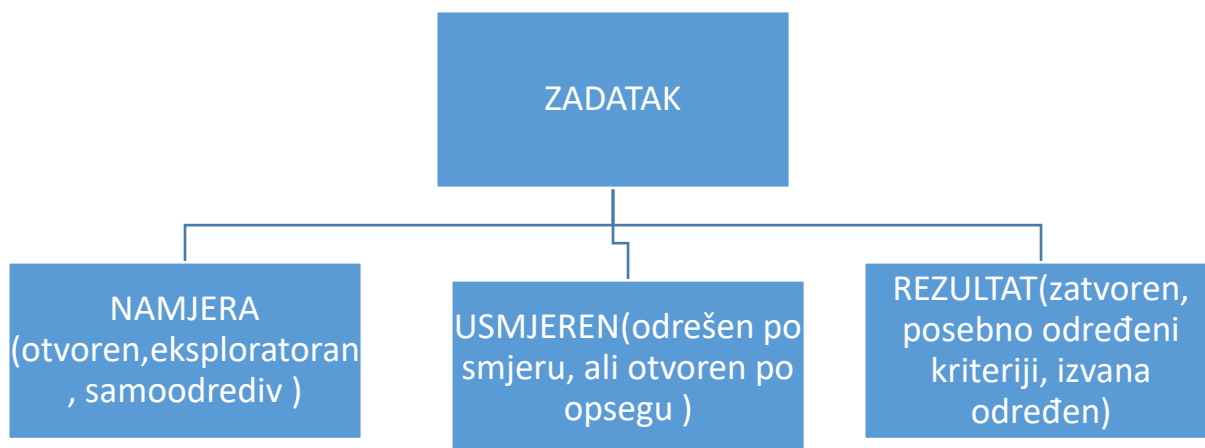 ZADATAK
NAMJERA
(otvoren,eksploratoran
, samoodrediv )
USMJEREN(odrešen po
smjeru, ali otvoren po
opsegu )
REZULTAT(zatvoren,
posebno određeni
kriteriji, izvana
određen)